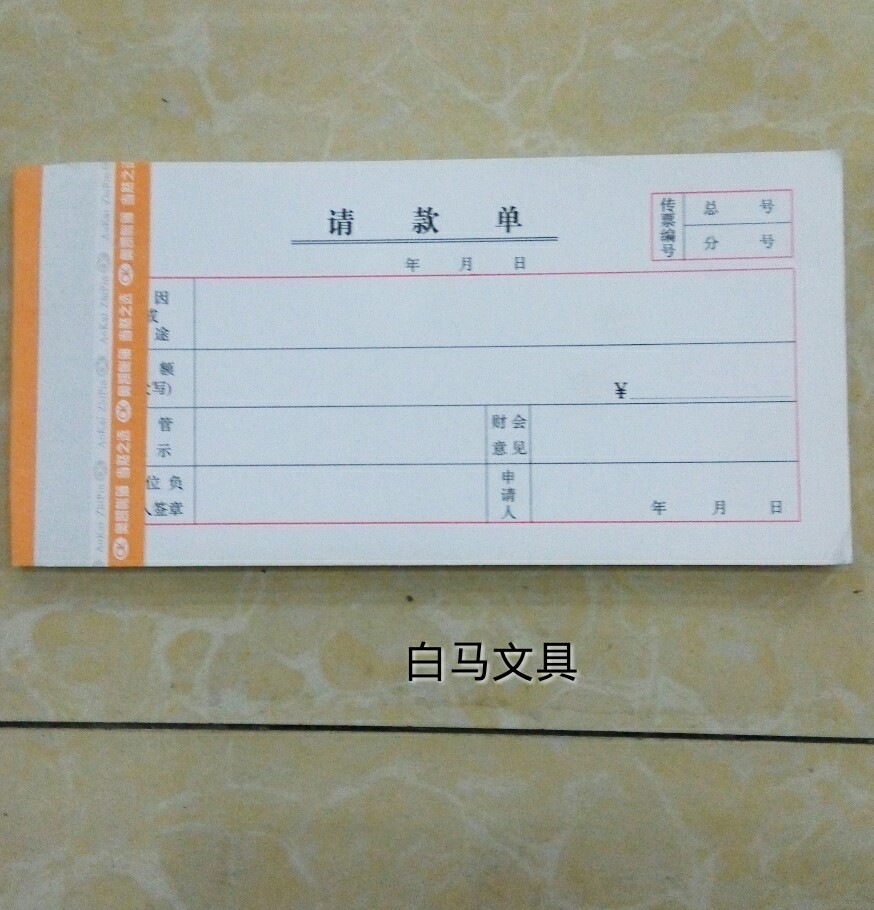 请 款 单
年 月 日
传票编号
总 号
分 号
因
途
额
写)
¥
管
示
财会
意见
位 负
人签章
申请人
年 月 日
白马文具